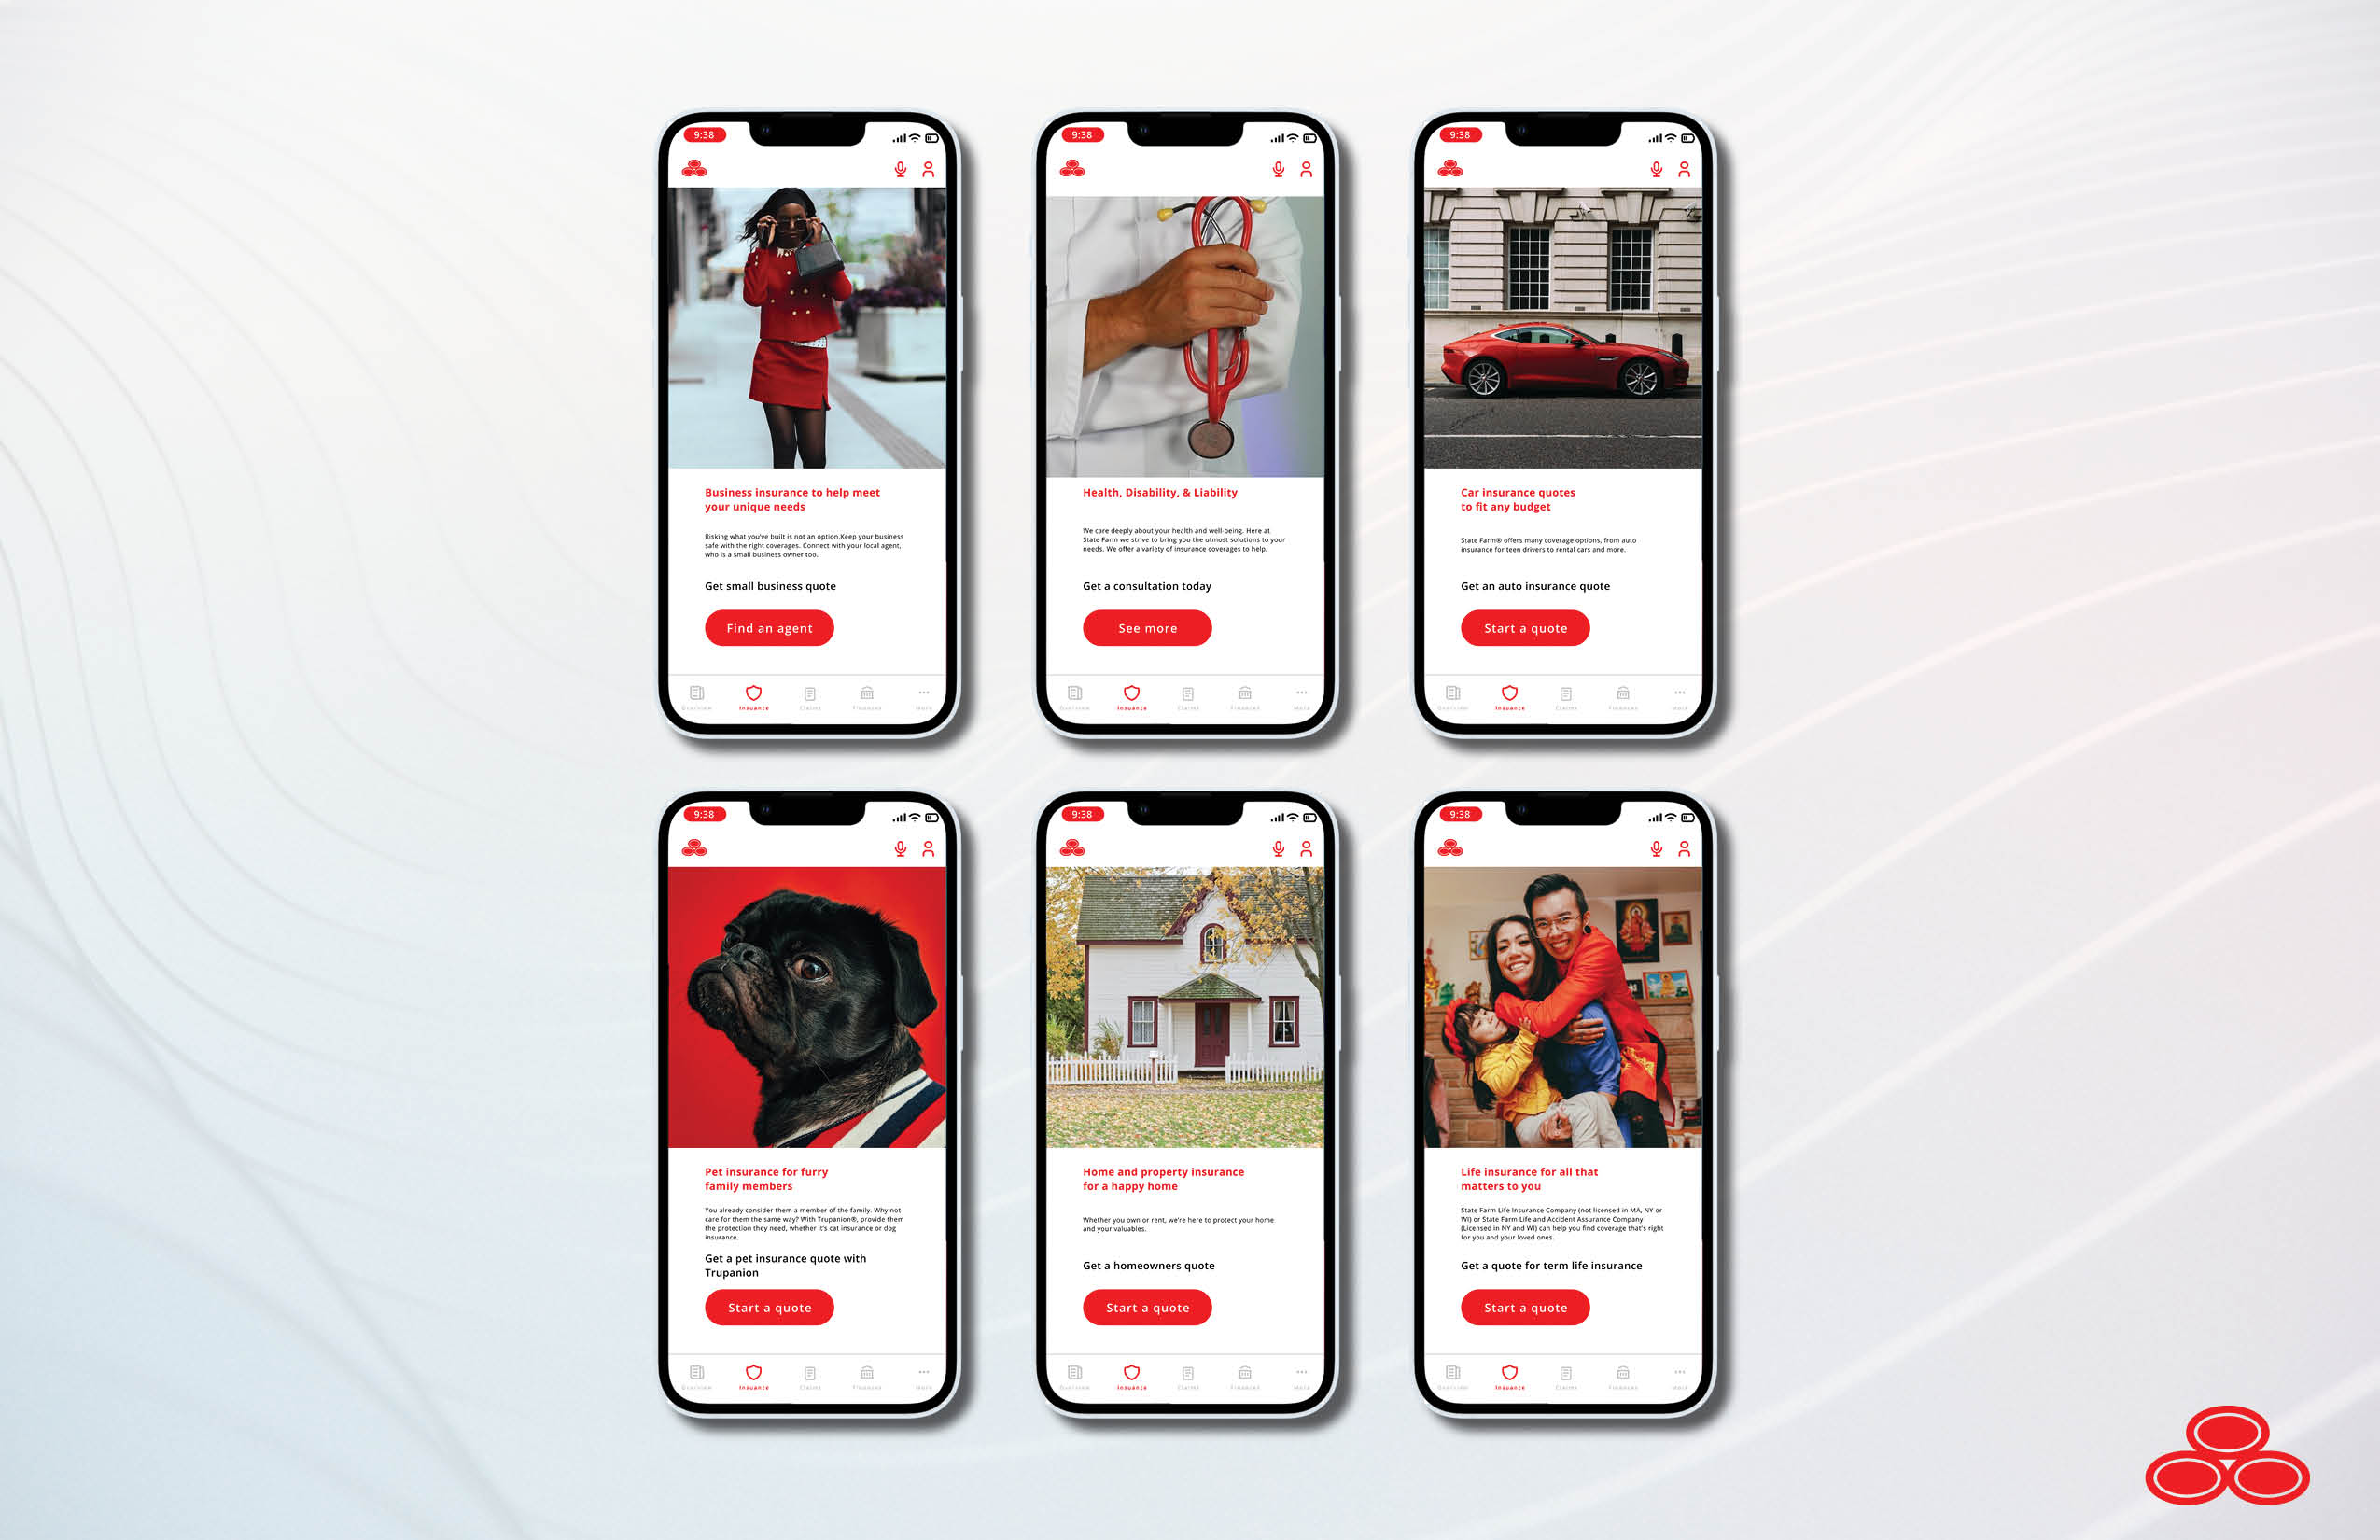 9:38
Business insurance to help meet
your unique needs
Risking what you've built is not an option.Keep your business
safe with the right coverages. Connect with your local agent,
who is a small business owner too.
Get small business quote
Find an agent
Overview Insuance Claims Finances More
9:38
Health, Disability, & Liability
We care deeply about your health and well-being. Here at
State Farm we strive to bring you the utmost solutions to your
needs. We offer a variety of insurance coverages to help.
Get a consultation today
See more
Overview Insuance Claims Finances More
9:38
Car insurance quotes
to fit any budget
State Farm® offers many coverage options, from auto
insurance for teen drivers to rental cars and more.
Get an auto insurance quote
Start a quote
Overview Insuance Claims Finances More
9:38
Pet insurance for furry
family members
You already consider them a member of the family. Why not
care for them the same way? With Trupanion®, provide them
the protection they need, whether it's cat insurance or dog
insurance.
Get a pet insurance quote with
Trupanion
Start a quote
Overview Insuance Claims Finances More
9:38
Home and property insurance
for a happy home
Whether you own or rent, we're here to protect your home
and your valuables.
Get a homeowners quote
Start a quote
Overview Insuance Claims Finances More
9:38
Life insurance for all that
matters to you
State Farm Life Insurance Company (not licensed in MA, NY or
WI) or State Farm Life and Accident Assurance Company
(Licensed in NY and WI) can help you find coverage that's right
for you and your loved ones.
Get a quote for term life insurance
Start a quote
Overview Insuance Claims Finances More